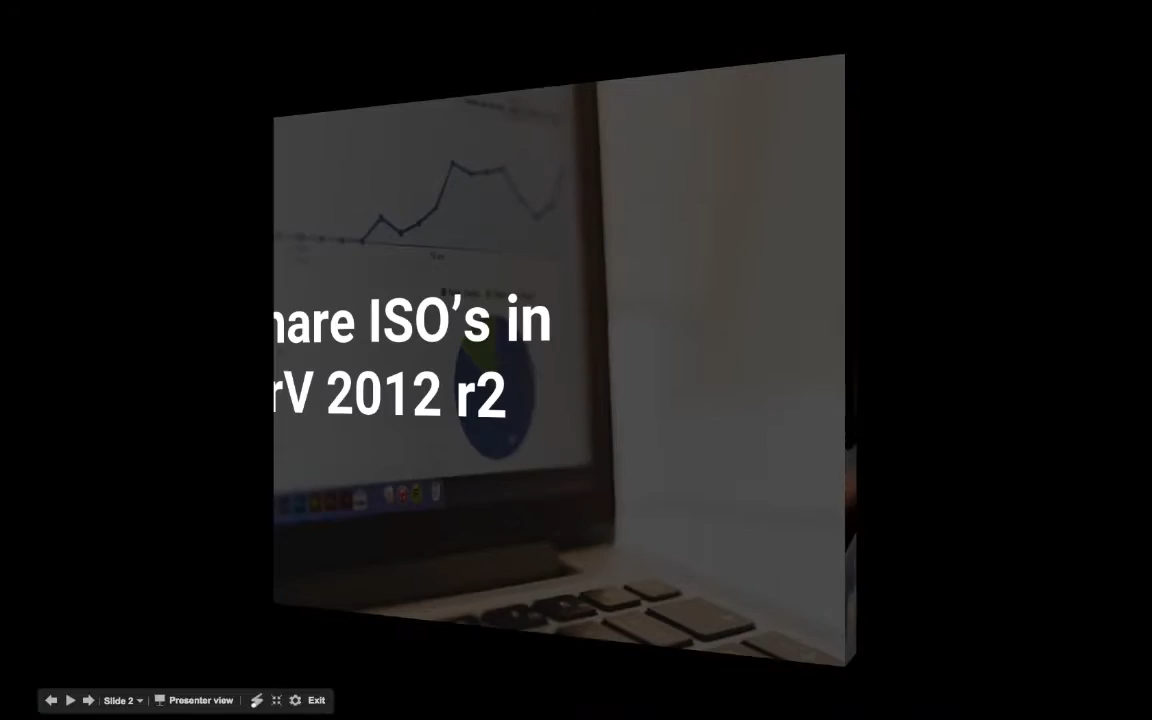 hare ISO’s in
rV 2012 r2
Slide 2
Presenter view
Exit